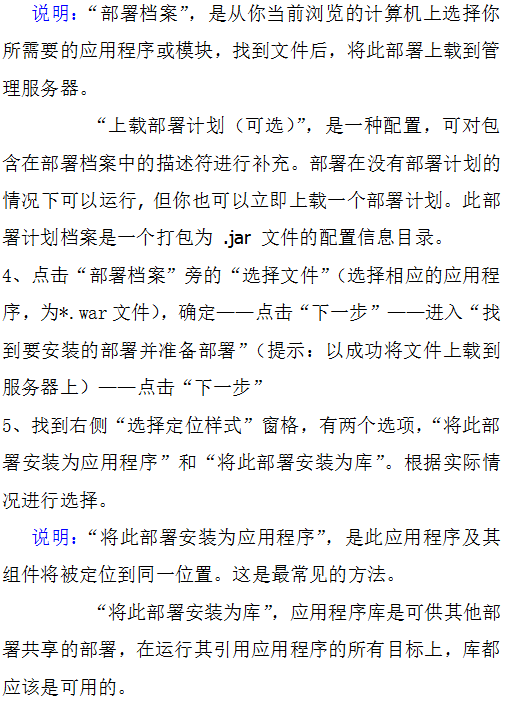 说明：“部署档案”，是从你当前浏览的计算机上选择你
所需要的应用程序或模块，找到文件后，将此部署上载到管
理服务器。
“上载部署计划（可选）”，是一种配置，可对包
含在部署档案中的描述符进行补充。部署在没有部署计划的
情况下可以运行，但你也可以立即上载一个部署计划。此部
署计划档案是一个打包为 .jar 文件的配置信息目录。
4、点击“部署档案”旁的“选择文件”（选择相应的应用程
序，为*.war 文件），确定——点击“下一步”——进入“找
到要安装的部署并准备部署”（提示：以成功将文件上载到
服务器上）——点击“下一步”
5、找到右侧“选择定位样式”窗格，有两个选项，“将此部
署安装为应用程序”和“将此部署安装为库”。根据实际情
况进行选择。
说明：“将此部署安装为应用程序”，是此应用程序及其
组件将被定位到同一位置。这是最常见的方法。
“将此部署安装为库”，应用程序库是可供其他部
署共享的部署，在运行其引用应用程序的所有目标上，库都
应该是可用的。